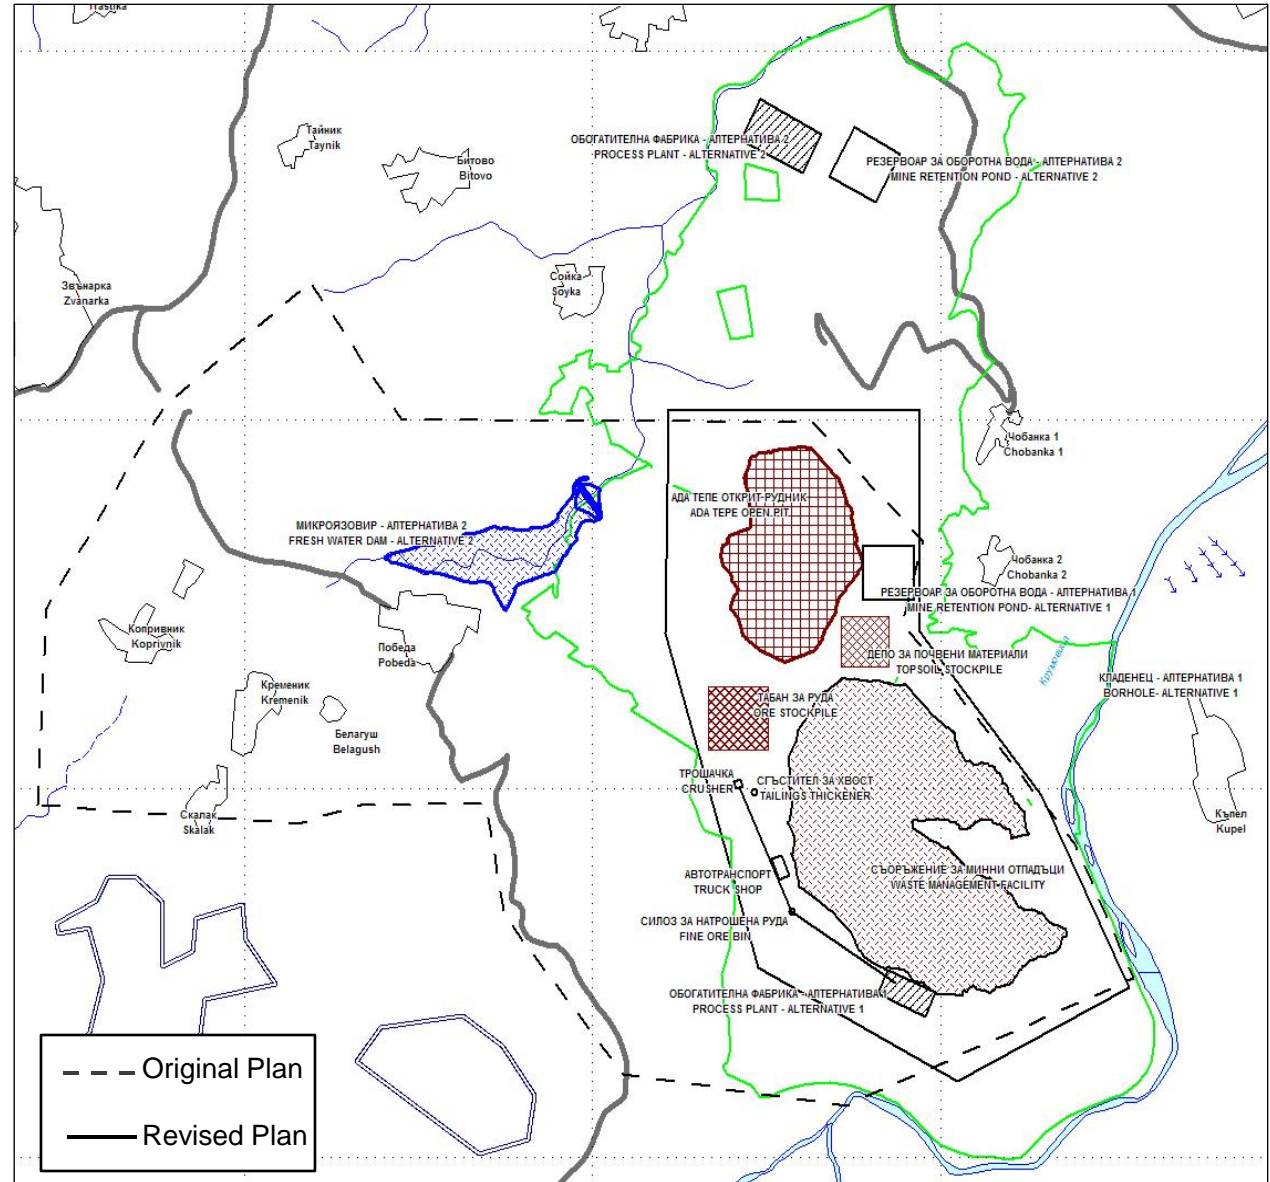 Trastika
Тайник
Taynik
Битово
Bitovo
ОБОГАТИТЕЛНА ФАБРИКА - АЛТЕРНАТИВА 2
PROCESS PLANT - ALTERNATIVE 2
РЕЗЕРВОАР ЗА ОБОРОТНА ВОДА - АЛТЕРНАТИВА 2
MINE RETENTION POND - ALTERNATIVE 2
Звънарка
Zvanarka
Сойка
Soyka
Чобанка 1
Chobanka 1
АДА ТЕПЕ ОТКРИТ РУДНИК
ADA TEPE OPEN PIT
МИКРОЯЗОВИР - АЛТЕРНАТИВА 2
FRESH WATER DAM - ALTERNATIVE 2
Чобанка 2
Chobanka 2
РЕЗЕРВОАР ЗА ОБОРОТНА ВОДА - АЛТЕРНАТИВА 1
MINE RETENTION POND- ALTERNATIVE 1
Копривник
Koprivnik
Победа
Pobeda
ДЕПО ЗА ПОЧВЕНИ МАТЕРИАЛИ
TOPSOIL STOCKPILE
Крумовица
КЛАДЕНЕЦ - АЛТЕРНАТИВА 1
BOREHOLE- ALTERNATIVE 1
Кременик
Kremenik
ТАБАН ЗА РУДА
ORE STOCKPILE
Белагуш
Belagush
ТРОШАЧКА
CRUSHER
СГЪСТИТЕЛ ЗА ХВОСТ
TAILINGS THICKENER
Скалак
Skalak
Къпел
Kupel
АВТОТРАНСПОРТ
TRUCK SHOP
СЪОРЪЖЕНИЕ ЗА МИННИ ОТПАДЪЦИ
WASTE MANAGEMENT FACILITY
СИЛОЗ ЗА НАТРОШЕНА РУДА
FINE ORE BIN
ОБОГАТИТЕЛНА ФАБРИКА - АЛТЕРНАТИВА 1
PROCESS PLANT - ALTERNATIVE 1
Original Plan
Revised Plan